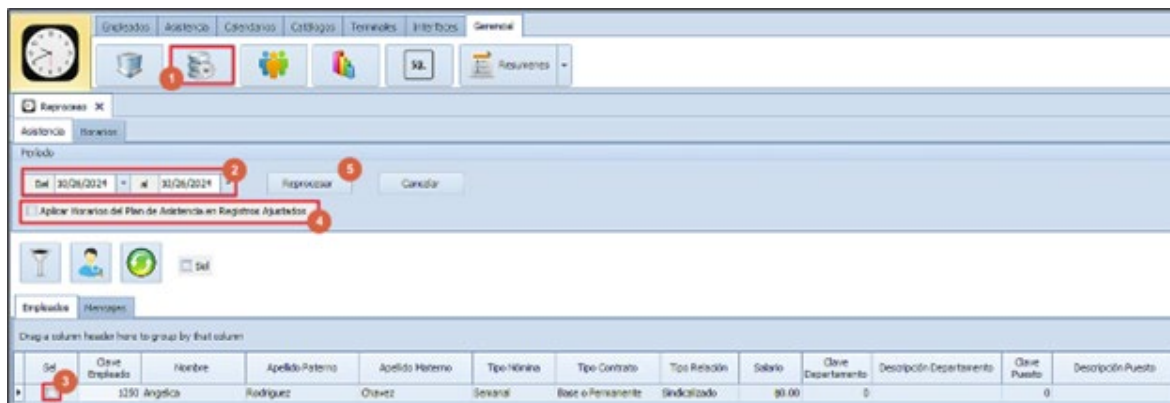 Empleados Asistencia Calendarios Catálogos Terminales Interfaces Gerencial
1 SQL Resumenes
Reproceso
Asistencia Horarios
Período
2 5
Del 10/26/2024 al 10/26/2024 Reprocesar Cancelar
Aplicar Horarios del Plan de Asistencia en Registros Ajustados
4
Sel
Empleados Mensajes
Drag a column header here to group by that column
Sel Clave Empleado Nombre Apellido Paterno Apellido Materno Tipo Nómina Tipo Contrato Tipo Relación Salario Clave Departamento Descripción Departamento Clave Puesto Descripción Puesto
3
1250 Angelica Rodriguez Chavez Semanal Base o Permanente Sindicalizado $0.00 0 0